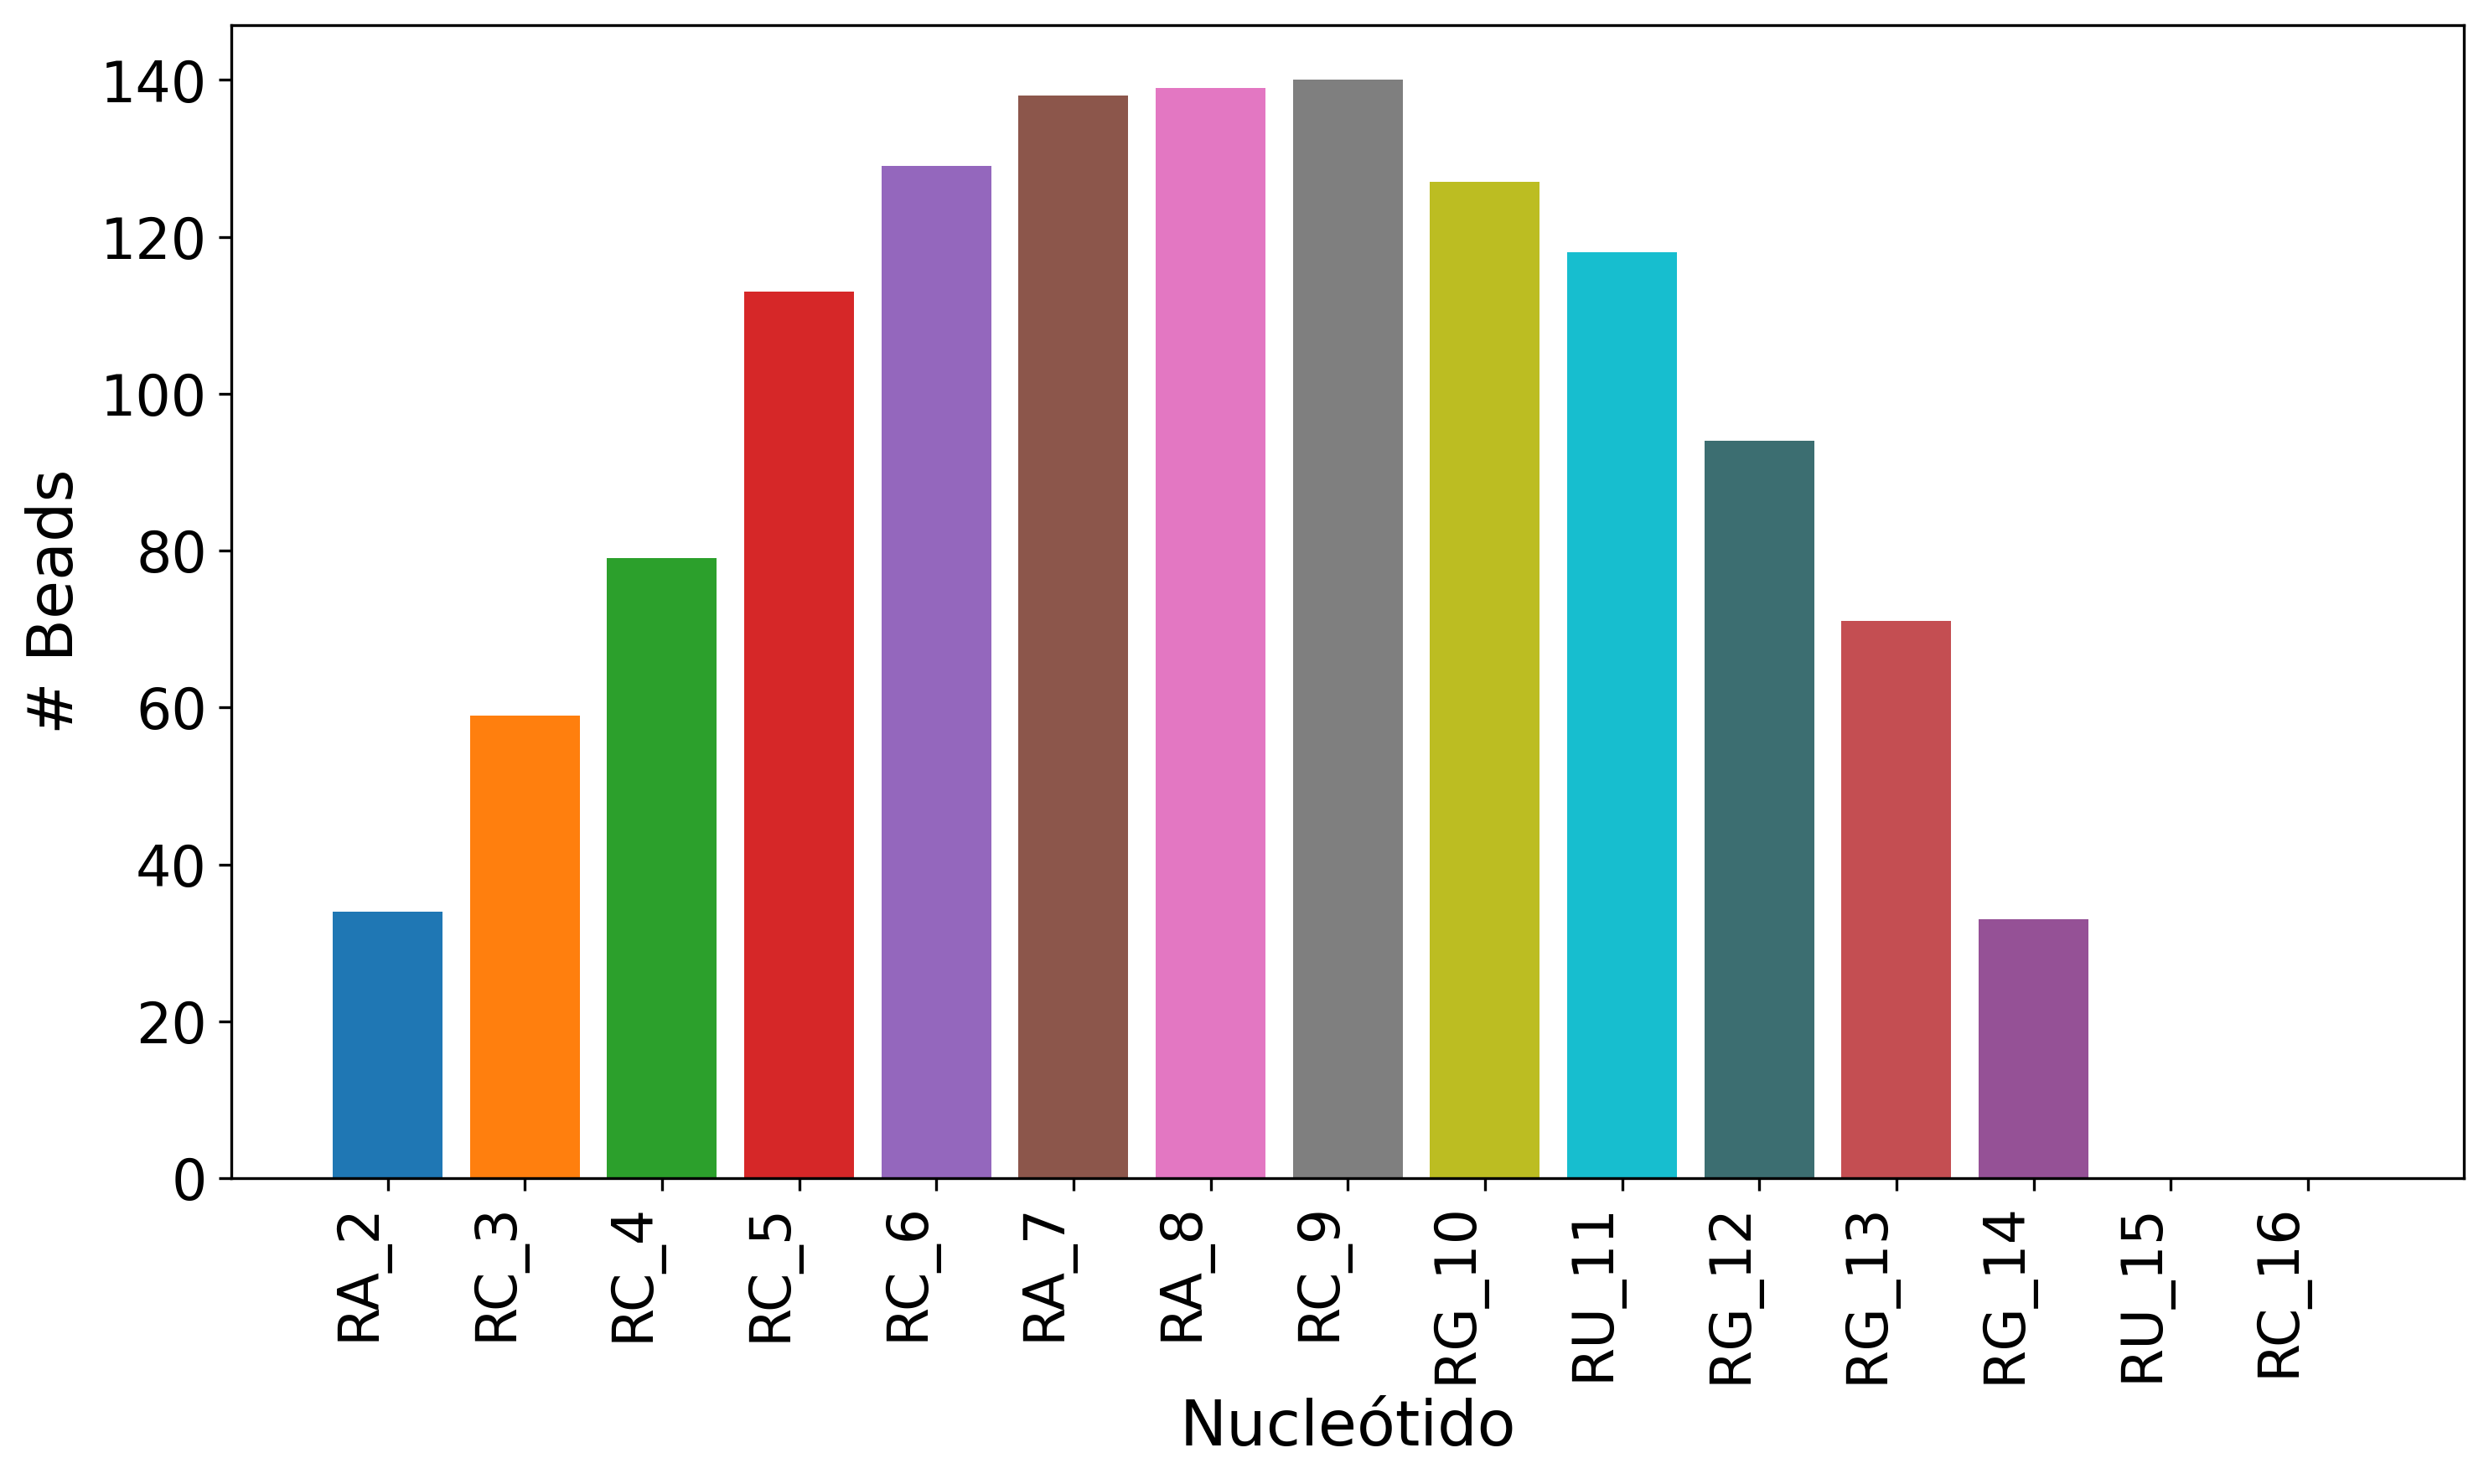 140
120
100
80
60
40
20
0
# Beads
RA_2
RC_3
RC_4
RC_5
RC_6
RA_7
RA_8
RC_9
RG_10
RU_11
RG_12
RG_13
RG_14
RU_15
RC_16
Nucleótido